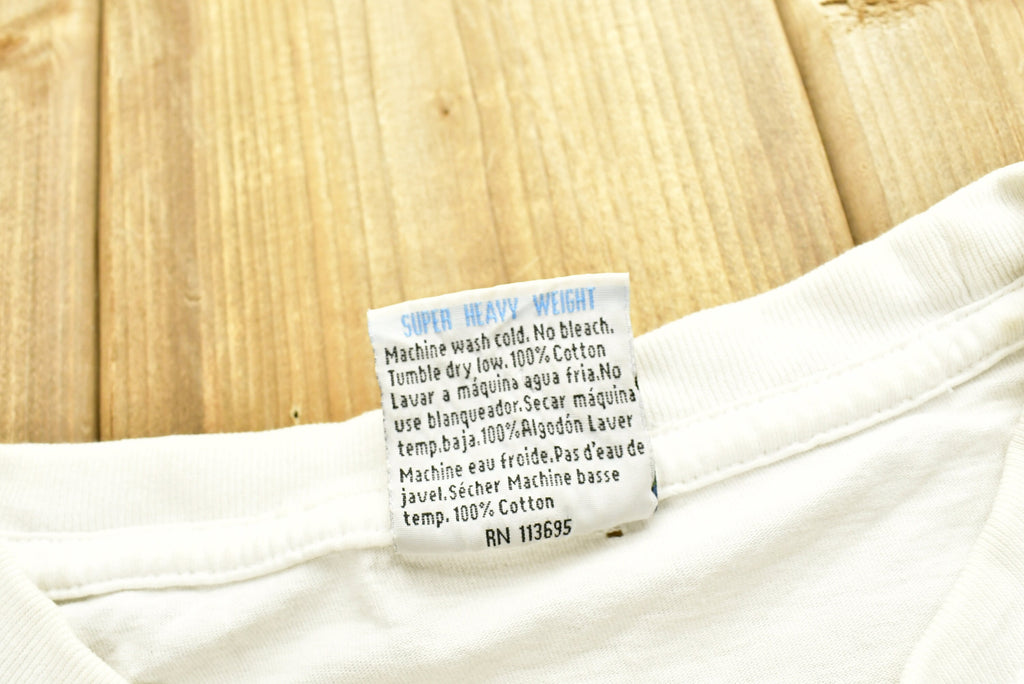 SUPER HEAVY WEIGHT
Machine wash cold. No bleach.
Tumble dry low. 100% Cotton
Lavar a máquina agua fria.No
use blanqueador.Secar máquina
temp.baja.100%Algodón Laver
Machine eau froide.Pas d'eau de
javel.Sécher Machine basse
temp. 100% Cotton
RN 113695